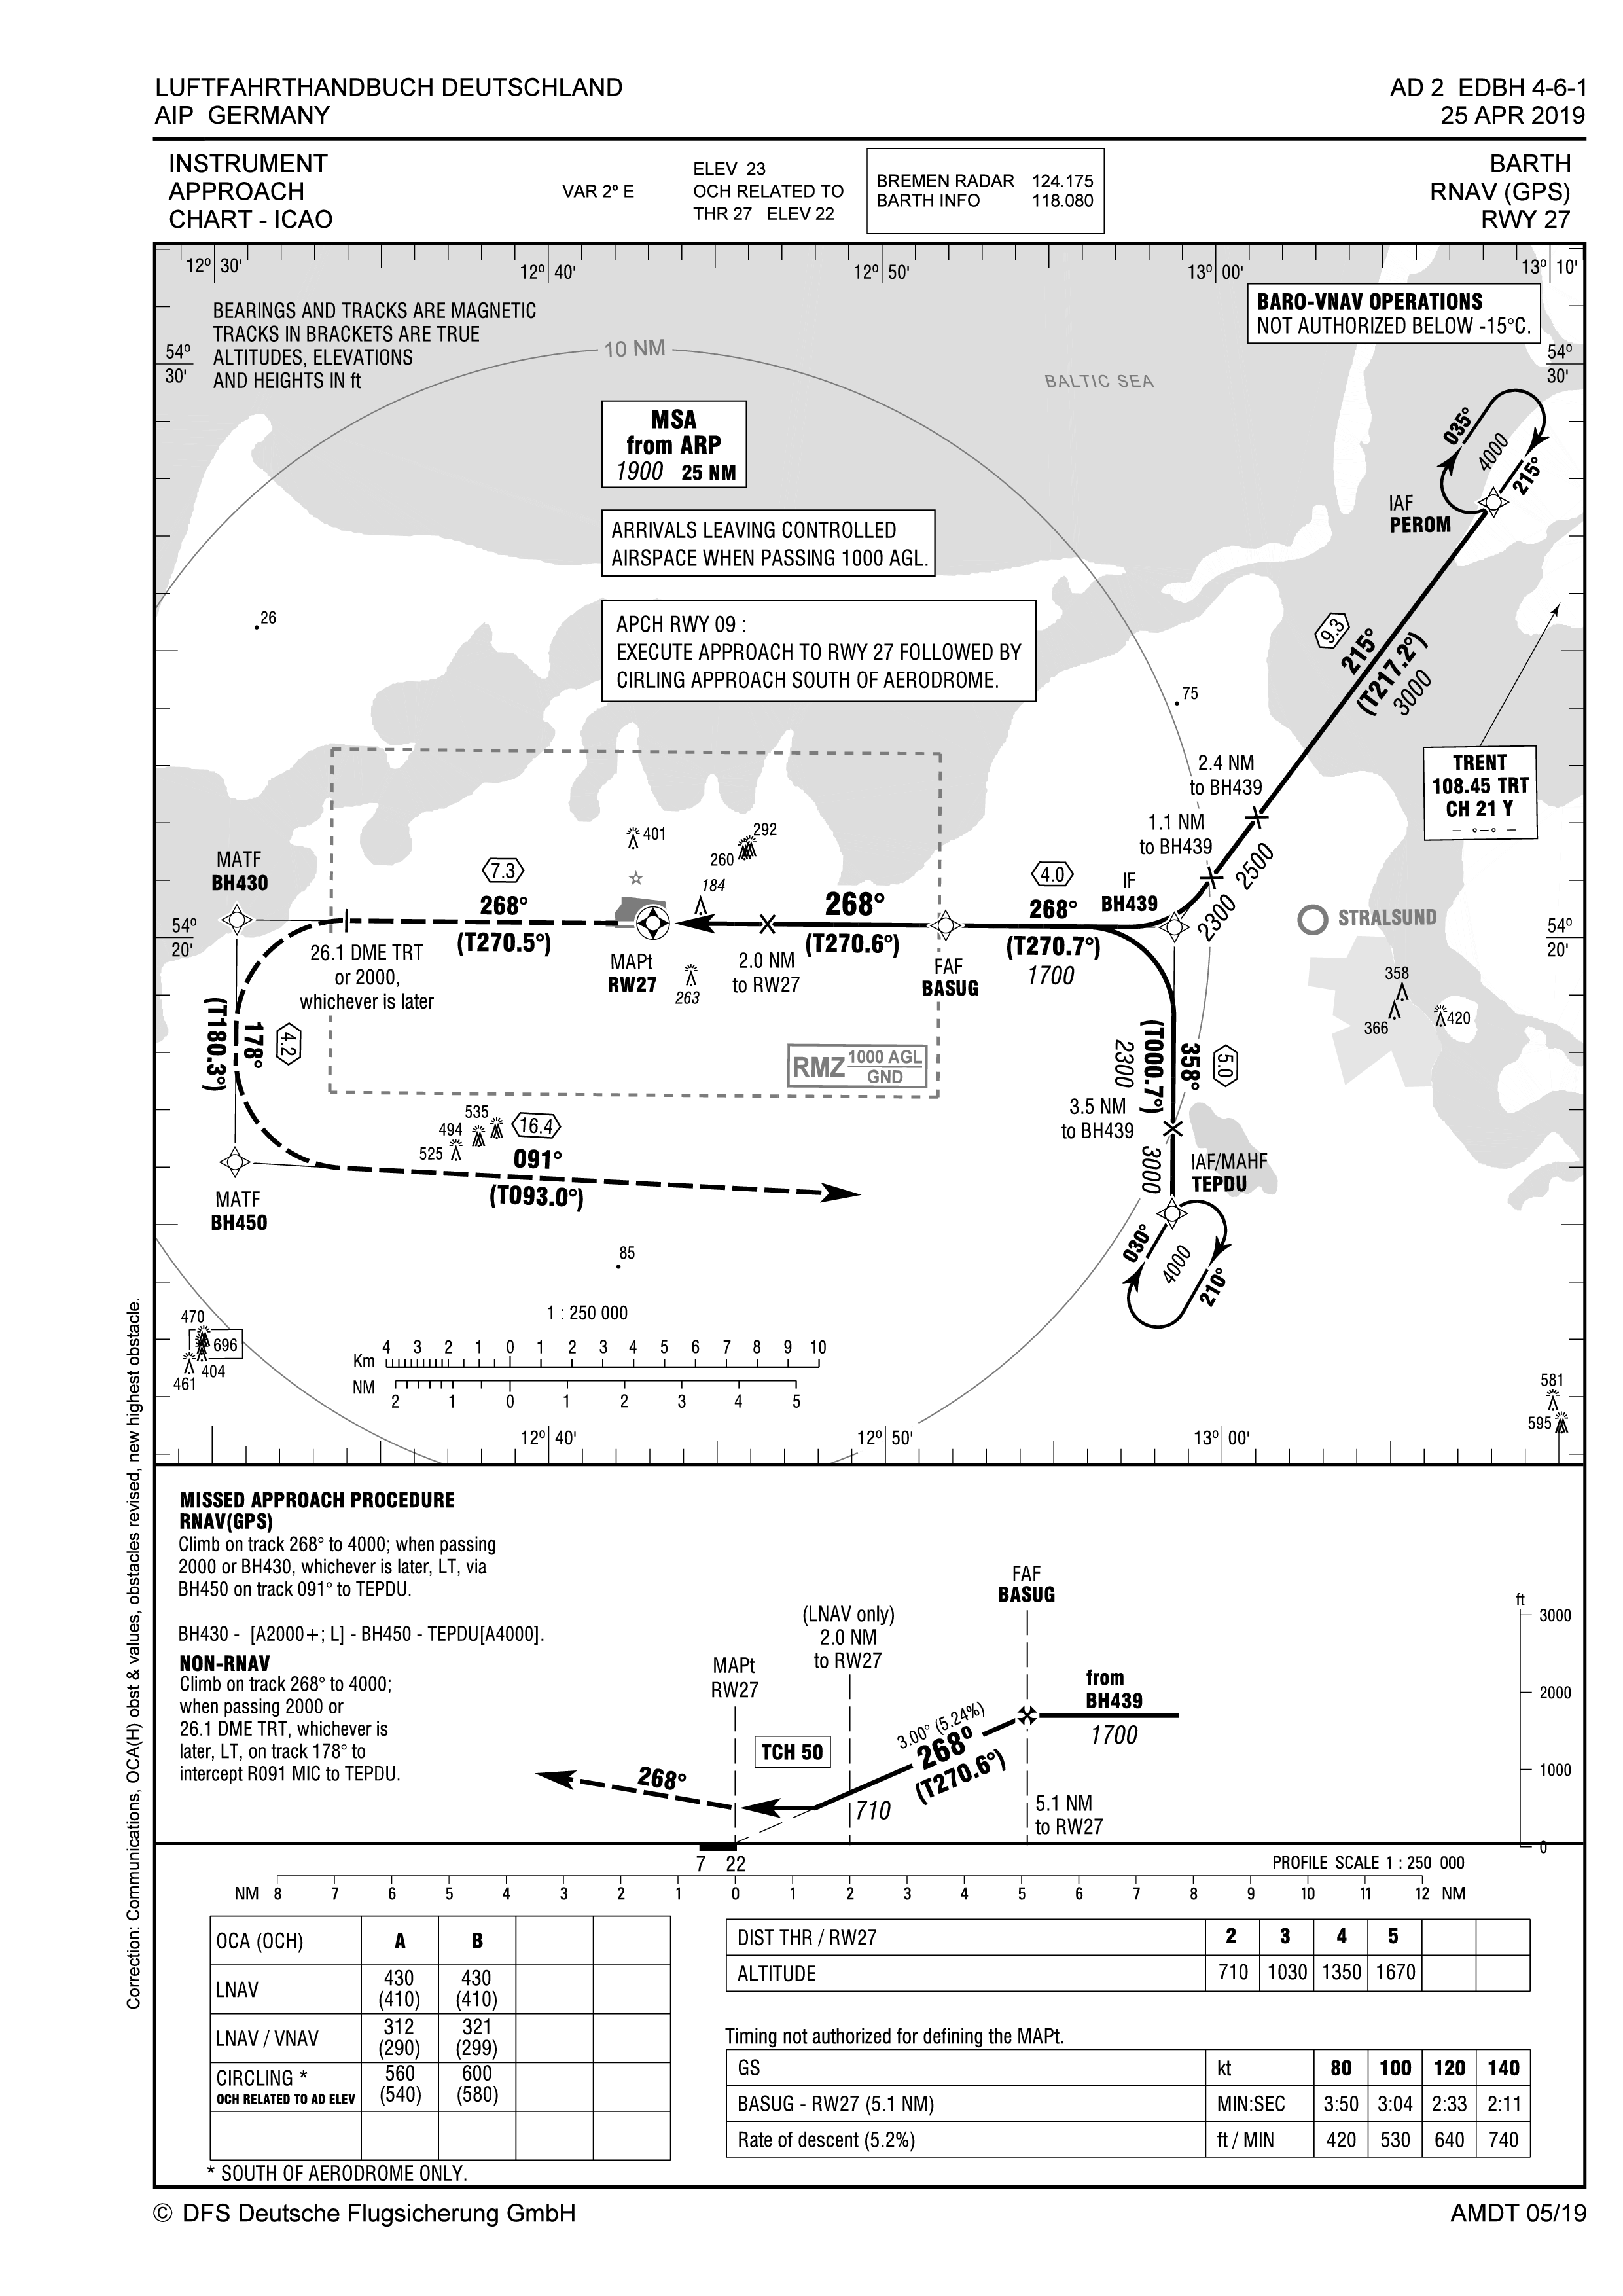 LUFTFAHRTHANDBUCH DEUTSCHLAND
AIP GERMANY
AD 2 EDBH 4-6-1
25 APR 2019
INSTRUMENT
APPROACH
CHART - ICAO
VAR 2º E
ELEV 23
OCH RELATED TO
THR 27 ELEV 22
BREMEN RADAR 124.175
BARTH INFO 118.080
BARTH
RNAV (GPS)
RWY 27
12º 30'
12º 40'
12º 50'
13º 00'
13º 10'
BEARINGS AND TRACKS ARE MAGNETIC
TRACKS IN BRACKETS ARE TRUE
ALTITUDES, ELEVATIONS
AND HEIGHTS IN ft
54º
30'
10 NM
BALTIC SEA
BARO-VNAV OPERATIONS
NOT AUTHORIZED BELOW -15°C.
54º
30'
MSA
from ARP
1900 25 NM
ARRIVALS LEAVING CONTROLLED
AIRSPACE WHEN PASSING 1000 AGL.
APCH RWY 09 :
EXECUTE APPROACH TO RWY 27 FOLLOWED BY
CIRLING APPROACH SOUTH OF AERODROME.
035°
4000
215°
IAF
PEROM
26
9.3
215°
(T217.2°)
3000
75
TRENT
108.45 TRT
CH 21 Y
2.4 NM
to BH439
1.1 NM
to BH439
2500
2300
401
292
260
184
MATF
BH430
7.3
268°
(T270.5°)
268°
(T270.6°)
4.0
268°
(T270.7°)
1700
IF
BH439
STRALSUND
54º
20'
54º
20'
26.1 DME TRT
or 2000,
whichever is later
MAPt
RW27
263
2.0 NM
to RW27
FAF
BASUG
358
366
420
(T180.3°)
178°
4.2
RMZ 1000 AGL
GND
2300
(T000.7°)
358°
5.0
3.5 NM
to BH439
3000
IAF/MAHF
TEPDU
535
494
525
16.4
091°
(T093.0°)
MATF
BH450
030°
4000
210°
85
470
696
404
461
1 : 250 000
Km 4 3 2 1 0 1 2 3 4 5 6 7 8 9 10
NM 2 1 0 1 2 3 4 5
581
595
12º 40'
12º 50'
13º 00'
MISSED APPROACH PROCEDURE
RNAV(GPS)
Climb on track 268° to 4000; when passing
2000 or BH430, whichever is later, LT, via
BH450 on track 091° to TEPDU.
BH430 - [A2000+; L] - BH450 - TEPDU[A4000].
NON-RNAV
Climb on track 268° to 4000;
when passing 2000 or
26.1 DME TRT, whichever is
later, LT, on track 178° to
intercept R091 MIC to TEPDU.
FAF
BASUG
(LNAV only)
2.0 NM
to RW27
MAPt
RW27
from
BH439
1700
3.00° (5.24%)
268º
(T270.6°)
TCH 50
268°
710
5.1 NM
to RW27
ft
3000
2000
1000
0
7 22
PROFILE SCALE 1 : 250 000
NM 8 7 6 5 4 3 2 1 0 1 2 3 4 5 6 7 8 9 10 11 12 NM
OCA (OCH) A B
LNAV 430 430
(410) (410)
LNAV / VNAV 312 321
(290) (299)
CIRCLING * 560 600
OCH RELATED TO AD ELEV (540) (580)
* SOUTH OF AERODROME ONLY.
DIST THR / RW27 2 3 4 5
ALTITUDE 710 1030 1350 1670
Timing not authorized for defining the MAPt.
GS kt 80 100 120 140
BASUG - RW27 (5.1 NM) MIN:SEC 3:50 3:04 2:33 2:11
Rate of descent (5.2%) ft / MIN 420 530 640 740
Correction: Communications, OCA(H) obst & values, obstacles revised, new highest obstacle.
© DFS Deutsche Flugsicherung GmbH
AMDT 05/19